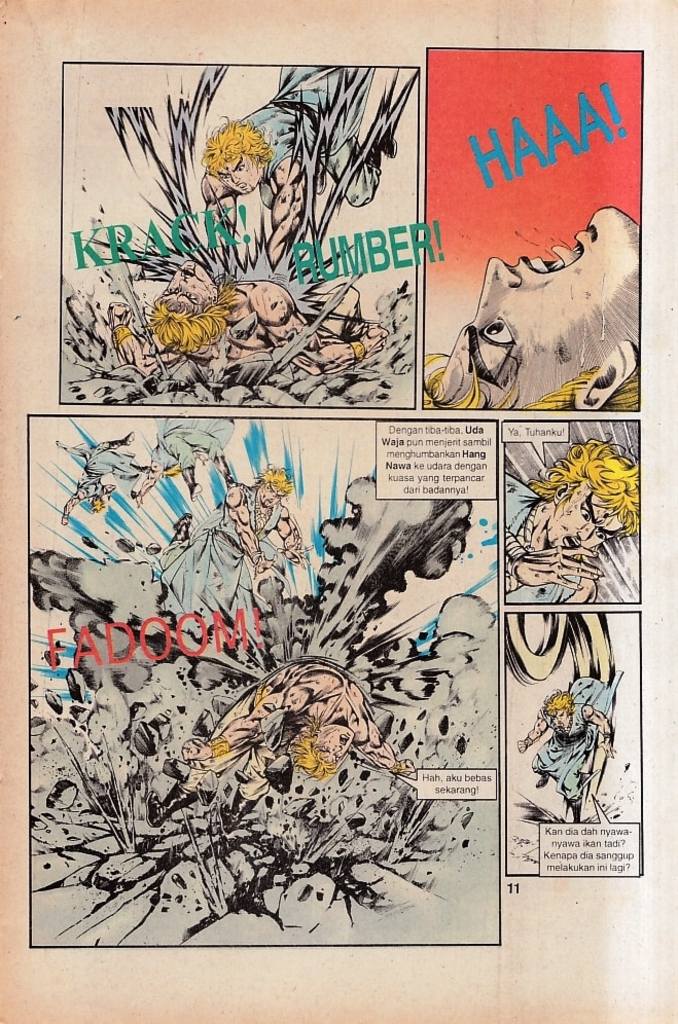 KRACK!
RUMBER!
HAAA!
Dengan tiba-tiba, Uda
Waja pun menjerit sambil
menghumbankan Hang
Nawa ke udara dengan
kuasa yang terpancar
dari badannya!
FADOOM!
Hah, aku bebas
sekarang!
Ya, Tuhanku!
Kan dia dah nyawa-
nyawa ikan tadi?
Kenapa dia sanggup
melakukan ini lagi?
11